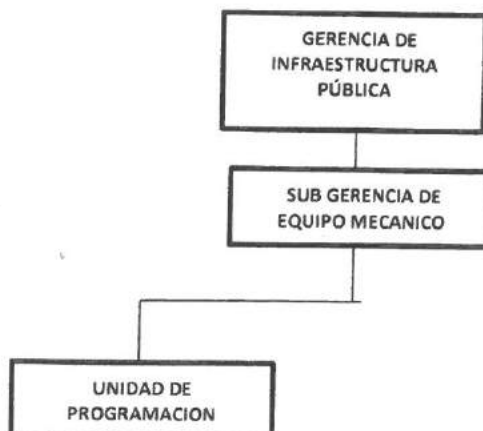 GERENCIA DE
INFRAESTRUCTURA
PÚBLICA
SUB GERENCIA DE
EQUIPO MECANICO
UNIDAD DE
PROGRAMACION